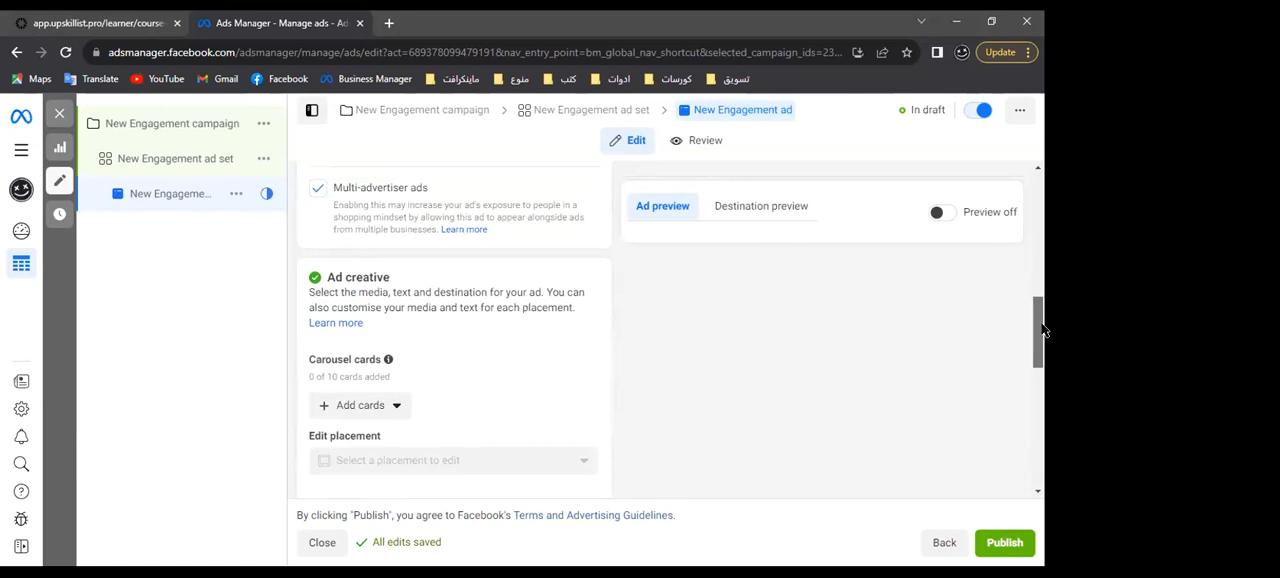 app.upskillist.pro/learner/course
Ads Manager - Manage ads - Ad
adsmanager.facebook.com/adsmanager/manage/ads/edit?act=689378099479191&nav_entry_point=bm_global_nav_shortcut&selected_campaign_ids=23...
Update
Maps
Translate
YouTube
Gmail
Facebook
Business Manager
ماينكرافت
منوع
كتب
ادوات
كورسات
تسويق
New Engagement campaign
New Engagement ad set
New Engageme...
New Engagement campaign > New Engagement ad set > New Engagement ad
In draft
Edit
Review
Multi-advertiser ads
Enabling this may increase your ad's exposure to people in a
shopping mindset by allowing this ad to appear alongside ads
from multiple businesses. Learn more
Ad creative
Select the media, text and destination for your ad. You can
also customise your media and text for each placement.
Learn more
Carousel cards
0 of 10 cards added
+ Add cards
Edit placement
Select a placement to edit
Ad preview
Destination preview
Preview off
By clicking "Publish", you agree to Facebook's Terms and Advertising Guidelines.
Close
All edits saved
Back
Publish